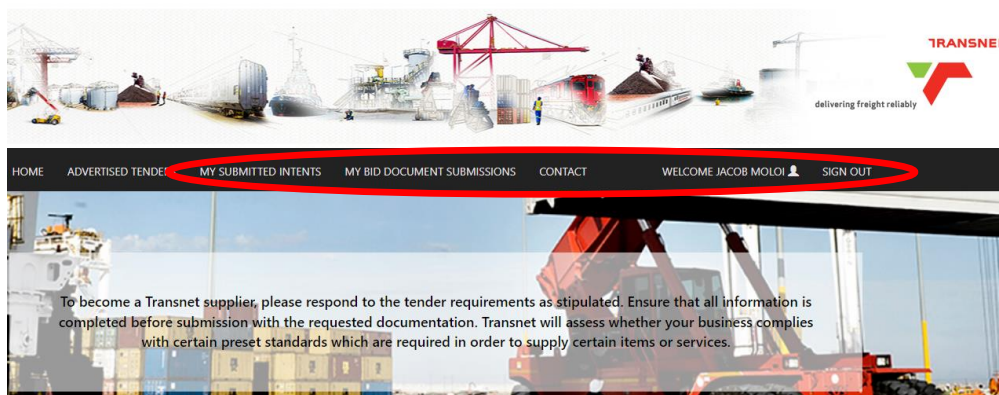 TRANSNE
delivering freight reliably
HOME ADVERTISED TENDE MY SUBMITTED INTENTS MY BID DOCUMENT SUBMISSIONS CONTACT WELCOME JACOB MOLOI SIGN OUT
To become a Transnet supplier, please respond to the tender requirements as stipulated. Ensure that all information is
completed before submission with the requested documentation. Transnet will assess whether your business complies
with certain preset standards which are required in order to supply certain items or services.